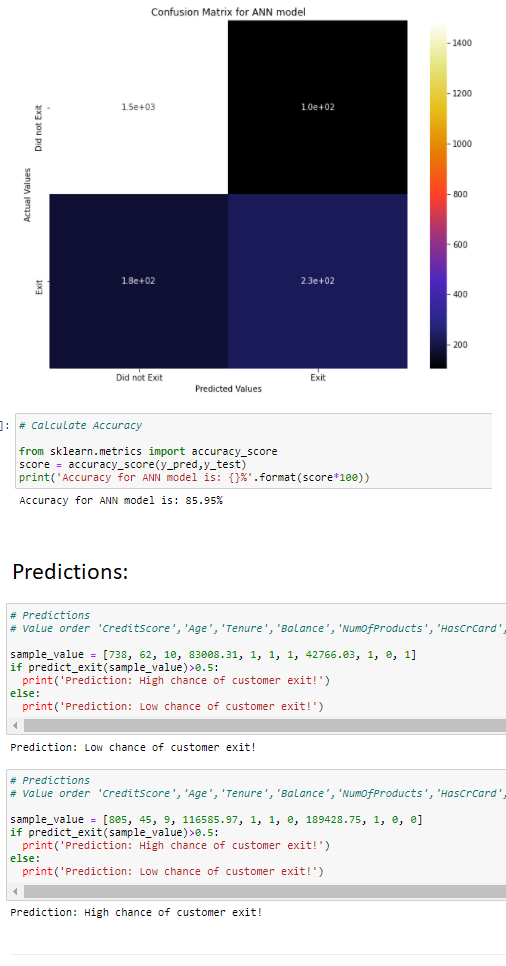 Confusion Matrix for ANN model
1400
1200
1000
800
600
400
200
Actual Values
Did not Exit
Exit
1.5e+03
1.0e+02
1.8e+02
2.3e+02
Did not Exit
Exit
Predicted Values
]:
# Calculate Accuracy
from sklearn.metrics import accuracy_score
score = accuracy_score(y_pred,y_test)
print('Accuracy for ANN model is: {}%'.format(score*100))
Accuracy for ANN model is: 85.95%
Predictions:
# Predictions
# Value order 'CreditScore','Age','Tenure','Balance','NumOfProducts','HasCrCard',
sample_value = [738, 62, 10, 83008.31, 1, 1, 1, 42766.03, 1, 0, 1]
if predict_exit(sample_value)>0.5:
print('Prediction: High chance of customer exit!')
else:
print('Prediction: Low chance of customer exit!')
Prediction: Low chance of customer exit!
# Predictions
# Value order 'CreditScore','Age','Tenure','Balance','NumOfProducts','HasCrCard',
sample_value = [805, 45, 9, 116585.97, 1, 1, 0, 189428.75, 1, 0, 0]
if predict_exit(sample_value)>0.5:
print('Prediction: High chance of customer exit!')
else:
print('Prediction: Low chance of customer exit!')
Prediction: High chance of customer exit!